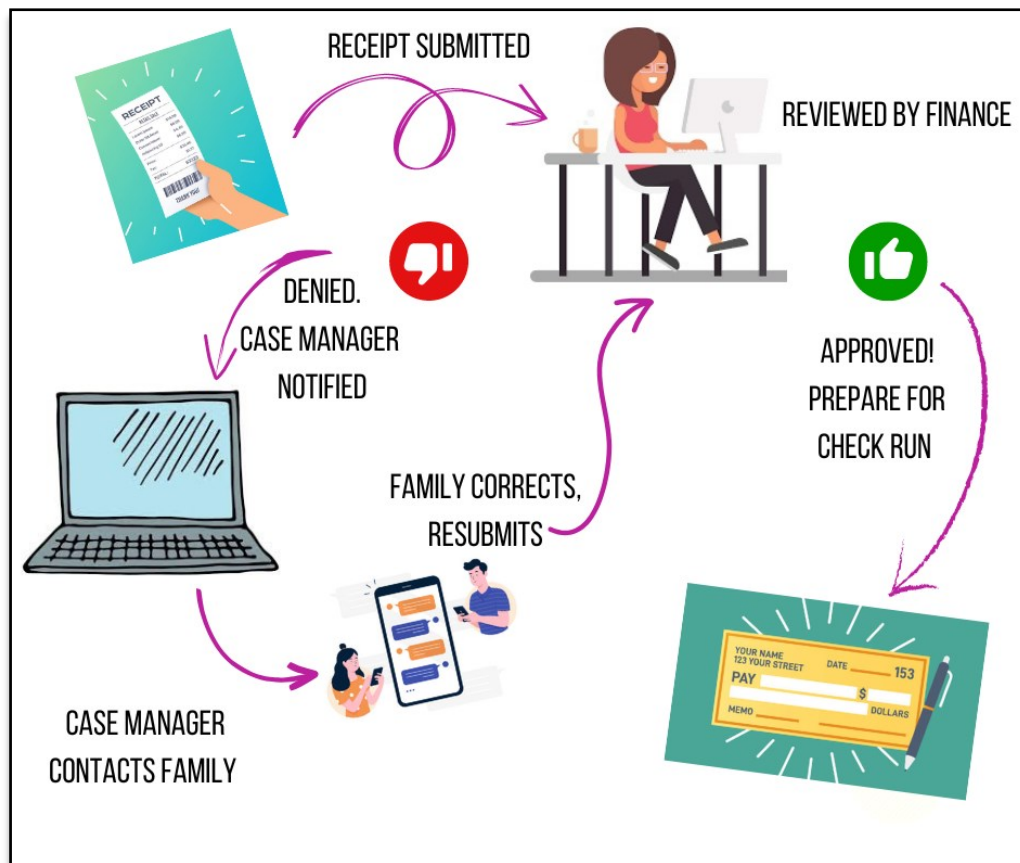 RECEIPT SUBMITTED
RECEIPT
THANK YOU!
REVIEWED BY FINANCE
DENIED.
CASE MANAGER
NOTIFIED
APPROVED!
PREPARE FOR
CHECK RUN
FAMILY CORRECTS,
RESUBMITS
CASE MANAGER
CONTACTS FAMILY
YOUR NAME
123 YOUR STREET
DATE
153
PAY
$
DOLLARS
MEMO